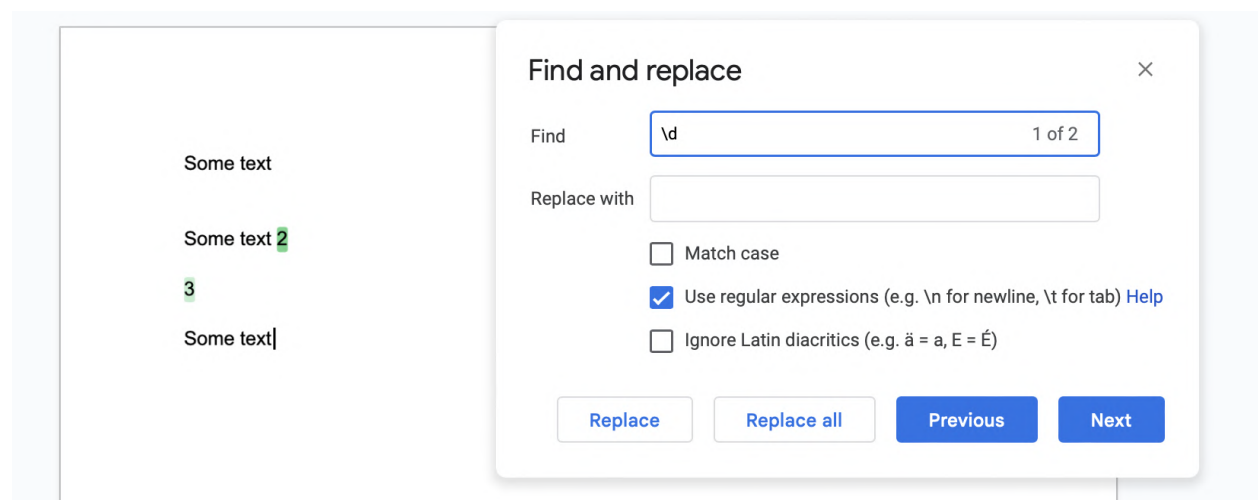 Some text
Some text 2
3
Some text
Find and replace
Find
\d
1 of 2
Replace with
Match case
Use regular expressions (e.g. \n for newline, \t for tab) Help
Ignore Latin diacritics (e.g. ä = a, E = É)
Replace
Replace all
Previous
Next